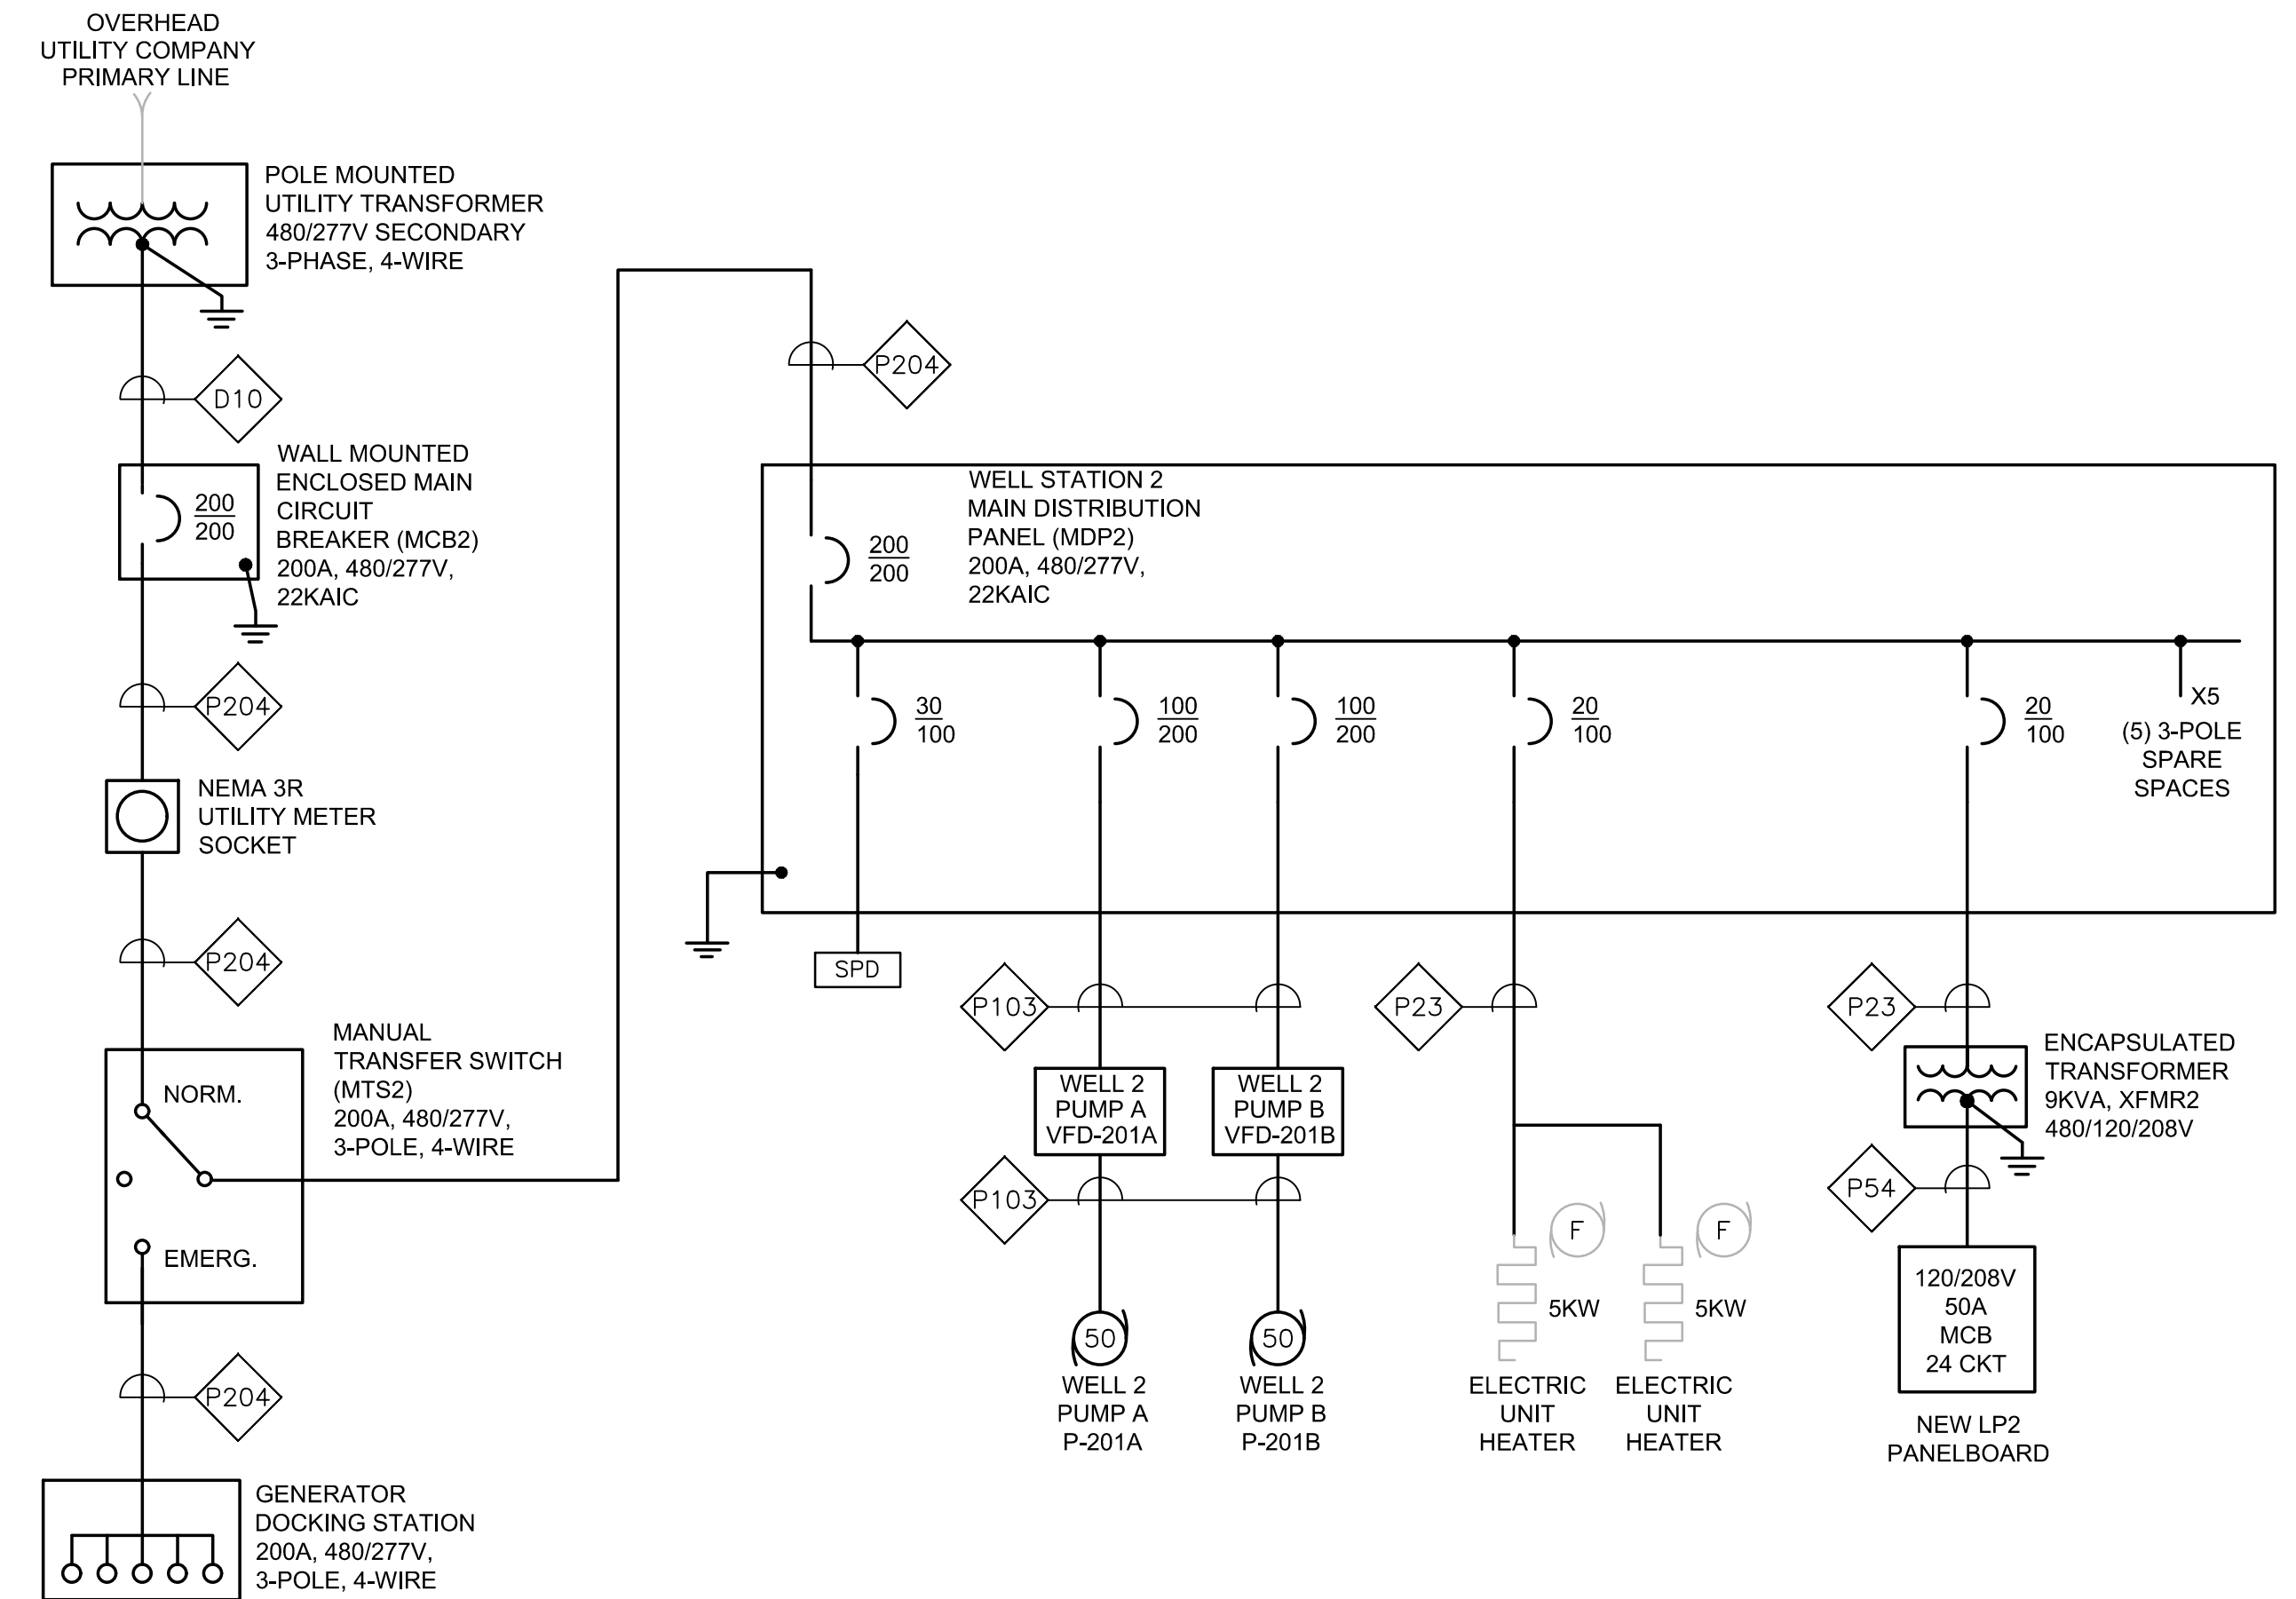 OVERHEAD
UTILITY COMPANY
PRIMARY LINE
POLE MOUNTED
UTILITY TRANSFORMER
480/277V SECONDARY
3-PHASE, 4-WIRE
D10
WALL MOUNTED
ENCLOSED MAIN
CIRCUIT
BREAKER (MCB2)
200A, 480/277V,
22KAIC
200
200
P204
NEMA 3R
UTILITY METER
SOCKET
P204
MANUAL
TRANSFER SWITCH
(MTS2)
200A, 480/277V,
3-POLE, 4-WIRE
NORM.
EMERG.
P204
GENERATOR
DOCKING STATION
200A, 480/277V,
3-POLE, 4-WIRE
P204
WELL STATION 2
MAIN DISTRIBUTION
PANEL (MDP2)
200A, 480/277V,
22KAIC
200
200
30
100
100
200
100
200
20
100
20
100
X5
(5) 3-POLE
SPARE
SPACES
SPD
P103
WELL 2
PUMP A
VFD-201A
WELL 2
PUMP B
VFD-201B
P103
50
WELL 2
PUMP A
P-201A
50
WELL 2
PUMP B
P-201B
P23
F
5KW
ELECTRIC
UNIT
HEATER
F
5KW
ELECTRIC
UNIT
HEATER
P23
ENCAPSULATED
TRANSFORMER
9KVA, XFMR2
480/120/208V
P54
120/208V
50A
MCB
24 CKT
NEW LP2
PANELBOARD